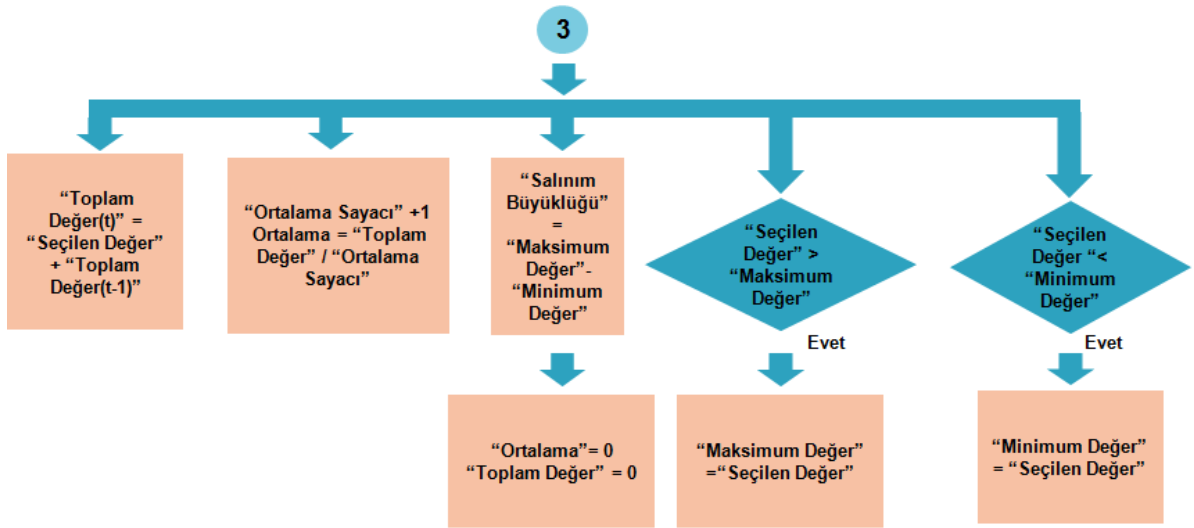 3
“Toplam
Değer(t)” =
“Seçilen Değer”
+ “Toplam
Değer(t-1)”
“Ortalama Sayacı” +1
Ortalama = “Toplam
Değer” / “Ortalama
Sayacı”
“Salınım
Büyüklüğü”
=
“Maksimum
Değer”-
“Minimum
Değer”
“Seçilen
Değer” >
“Maksimum
Değer”
“Seçilen
Değer “<
“Minimum
Değer”
Evet
Evet
“Ortalama”= 0
“Toplam Değer” = 0
“Maksimum Değer”
=“Seçilen Değer”
“Minimum Değer”
= “Seçilen Değer”